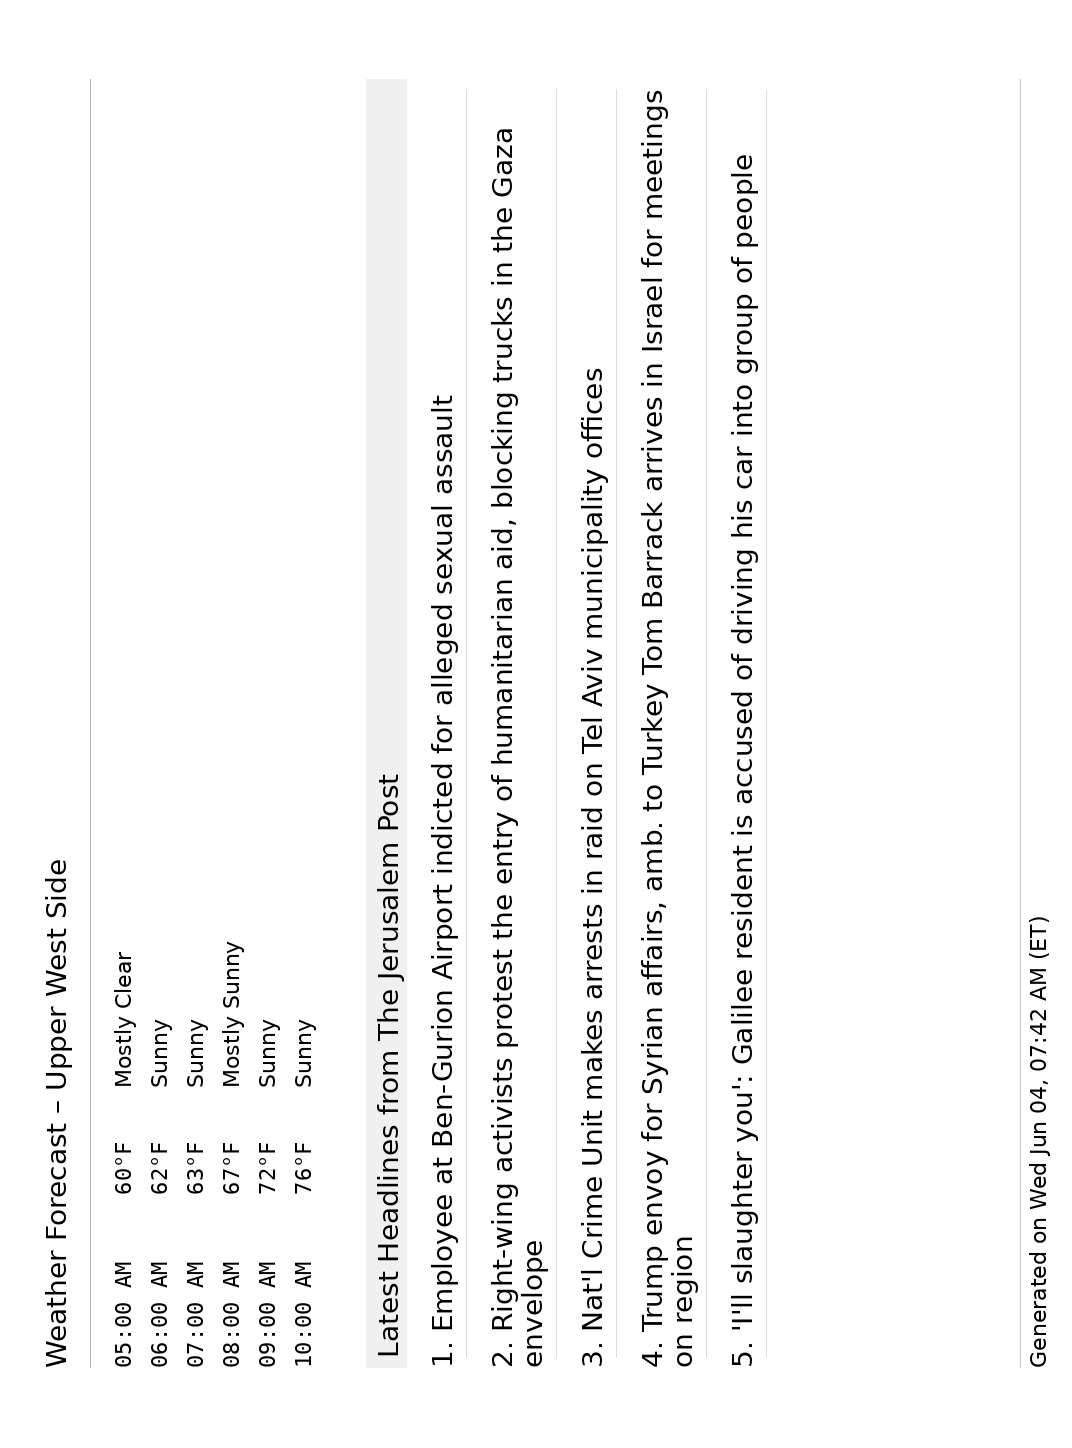 Weather Forecast – Upper West Side
05:00 AM 60°F Mostly Clear
06:00 AM 62°F Sunny
07:00 AM 63°F Sunny
08:00 AM 67°F Mostly Sunny
09:00 AM 72°F Sunny
10:00 AM 76°F Sunny
Latest Headlines from The Jerusalem Post
1. Employee at Ben-Gurion Airport indicted for alleged sexual assault
2. Right-wing activists protest the entry of humanitarian aid, blocking trucks in the Gaza
envelope
3. Nat'l Crime Unit makes arrests in raid on Tel Aviv municipality offices
4. Trump envoy for Syrian affairs, amb. to Turkey Tom Barrack arrives in Israel for meetings
on region
5. 'I'll slaughter you': Galilee resident is accused of driving his car into group of people
Generated on Wed Jun 04, 07:42 AM (ET)